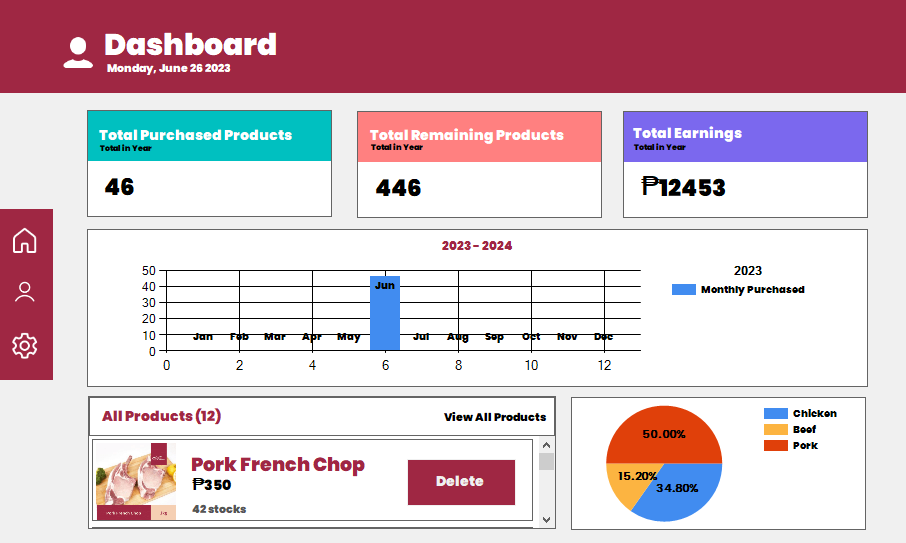 Dashboard
Monday, June 26 2023
Total Purchased Products
Total in Year
46
Total Remaining Products
Total in Year
446
Total Earnings
Total in Year
₱12453
2023 - 2024
50
40
30
20
10
0
Jun
Jan Feb Mar Apr May Jul Aug Sep Oct Nov Dec
0 2 4 6 8 10 12
2023
Monthly Purchased
All Products (12)
View All Products
Pork French Chop
₱350
42 stocks
Delete
Pork French Chop
1kg
50.00%
15.20%
34.80%
Chicken
Beef
Pork